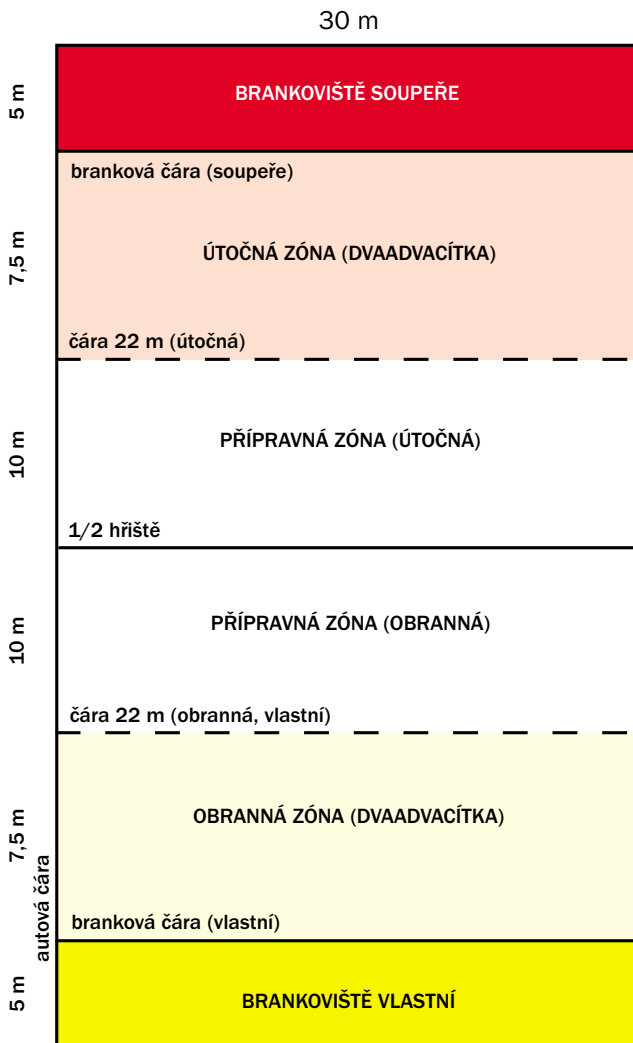 30 m
5 m
BRANKOVIŠTĚ SOUPEŘE
branková čára (soupeře)
7,5 m
ÚTOČNÁ ZÓNA (DVAADVACÍTKA)
čára 22 m (útočná)
10 m
PŘÍPRAVNÁ ZÓNA (ÚTOČNÁ)
1/2 hřiště
10 m
PŘÍPRAVNÁ ZÓNA (OBRANNÁ)
čára 22 m (obranná, vlastní)
7,5 m
OBRANNÁ ZÓNA (DVAADVACÍTKA)
autová čára
branková čára (vlastní)
5 m
BRANKOVIŠTĚ VLASTNÍ